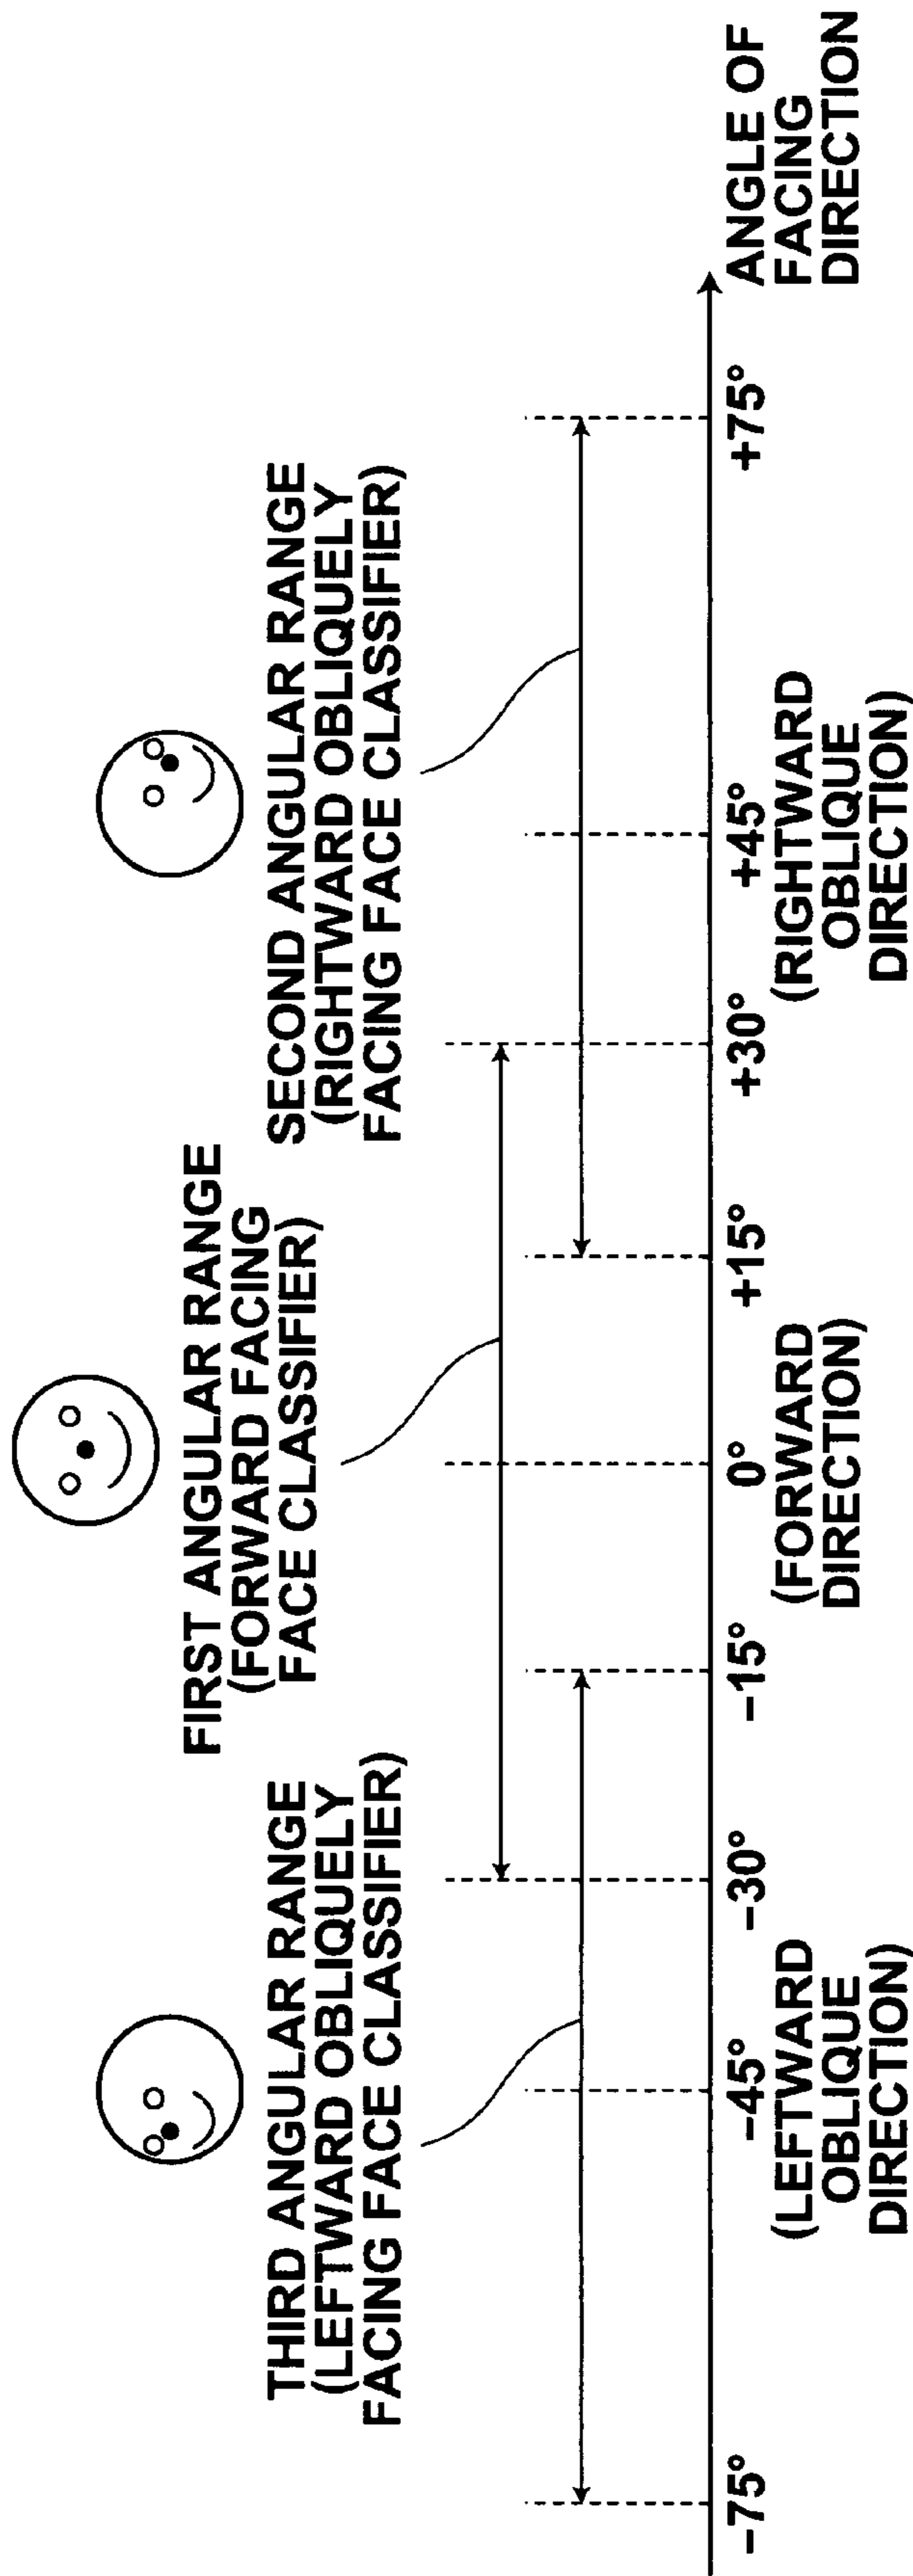 FIRST ANGULAR RANGE
(FORWARD FACING
FACE CLASSIFIER)
THIRD ANGULAR RANGE
(LEFTWARD OBLIQUELY
FACING FACE CLASSIFIER)
SECOND ANGULAR RANGE
(RIGHTWARD OBLIQUELY
FACING FACE CLASSIFIER)
−75°
−45°
(LEFTWARD
OBLIQUE
DIRECTION)
−30°
−15°
0°
(FORWARD
DIRECTION)
+15°
+30°
+45°
(RIGHTWARD
OBLIQUE
DIRECTION)
+75°
ANGLE OF
FACING
DIRECTION